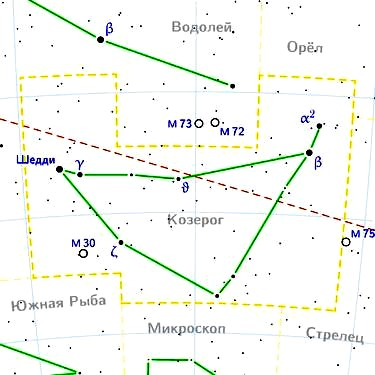 β
Водолей
Орёл
м 73
м 72
α²
β
Шедди
γ
ϑ
Козерог
м 75
м 30
ζ
Южная Рыба
Микроскоп
Стрелец